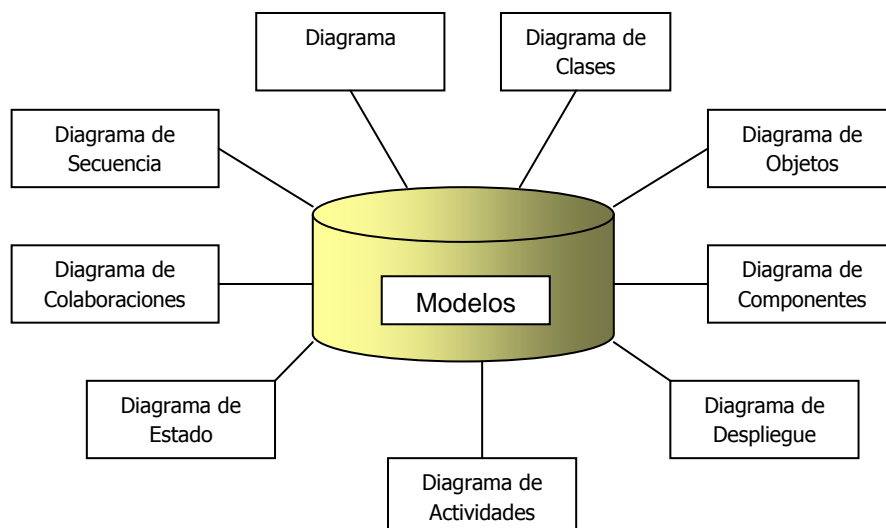 Diagrama
Diagrama de
Clases
Diagrama de
Secuencia
Diagrama de
Objetos
Diagrama de
Colaboraciones
Modelos
Diagrama de
Componentes
Diagrama de
Estado
Diagrama de
Despliegue
Diagrama de
Actividades